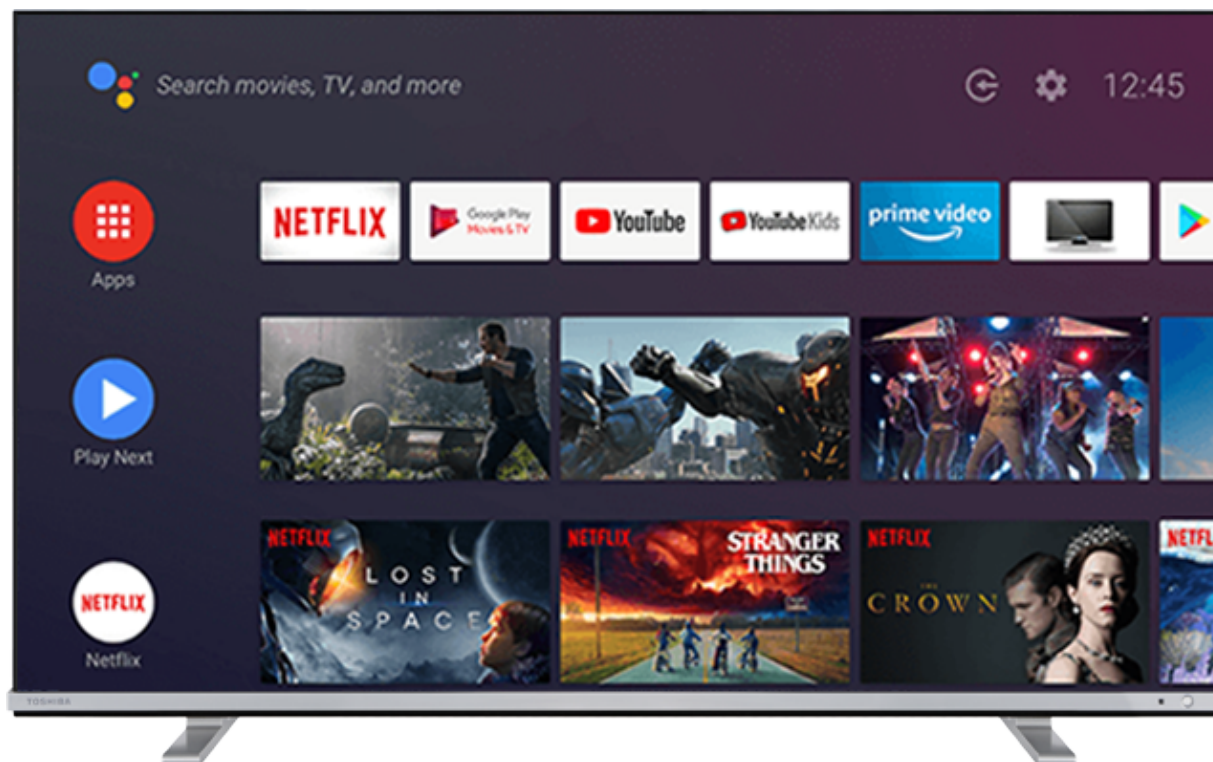 Search movies, TV, and more
12:45
NETFLIX
Google Play
Movies & TV
YouTube
YouTube Kids
prime video
Apps
Play Next
NETFLIX
LOST
IN
SPACE
NETFLIX
STRANGER
THINGS
NETFLIX
THE
CROWN
NETFL
NETFLIX
Netflix
TOSHIBA